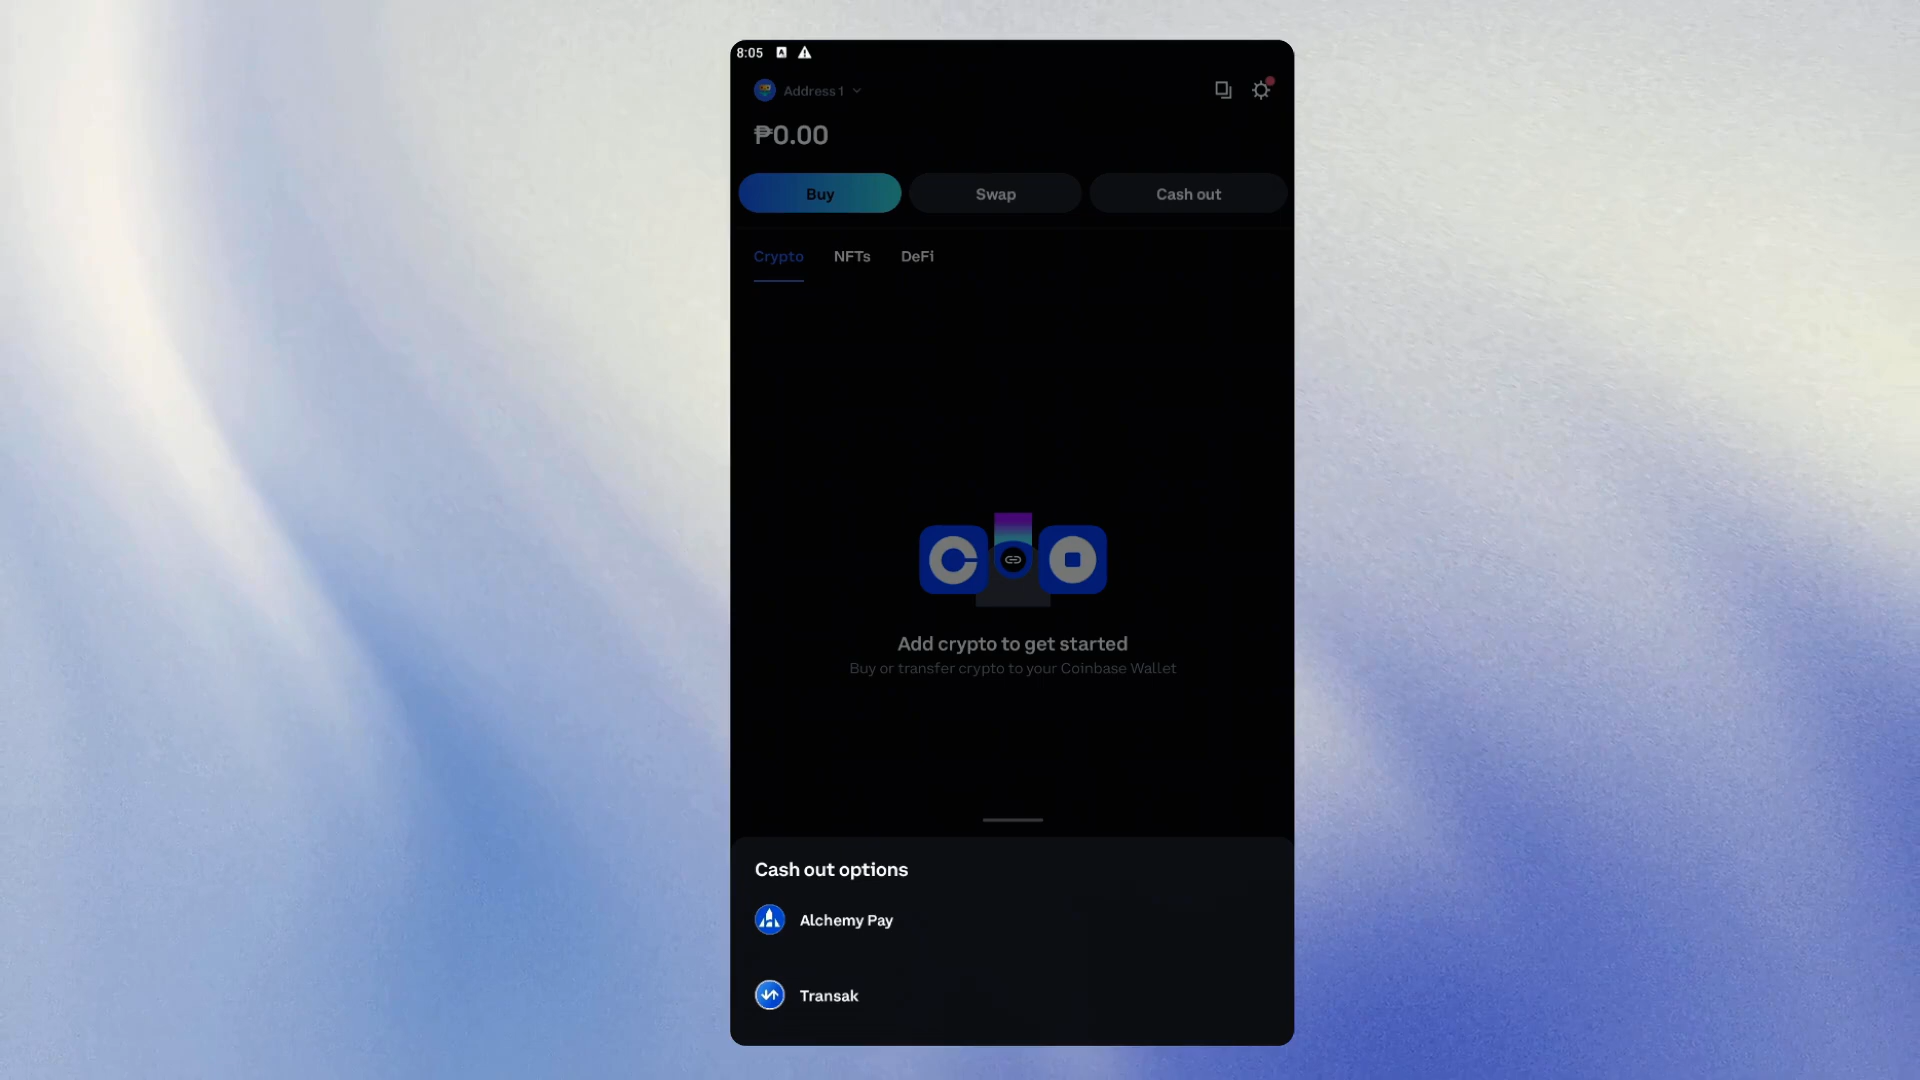 8:05
Address 1
₱0.00
Buy
Swap
Cash out
Crypto
NFTs
DeFi
Add crypto to get started
Buy or transfer crypto to your Coinbase Wallet
Cash out options
Alchemy Pay
Transak